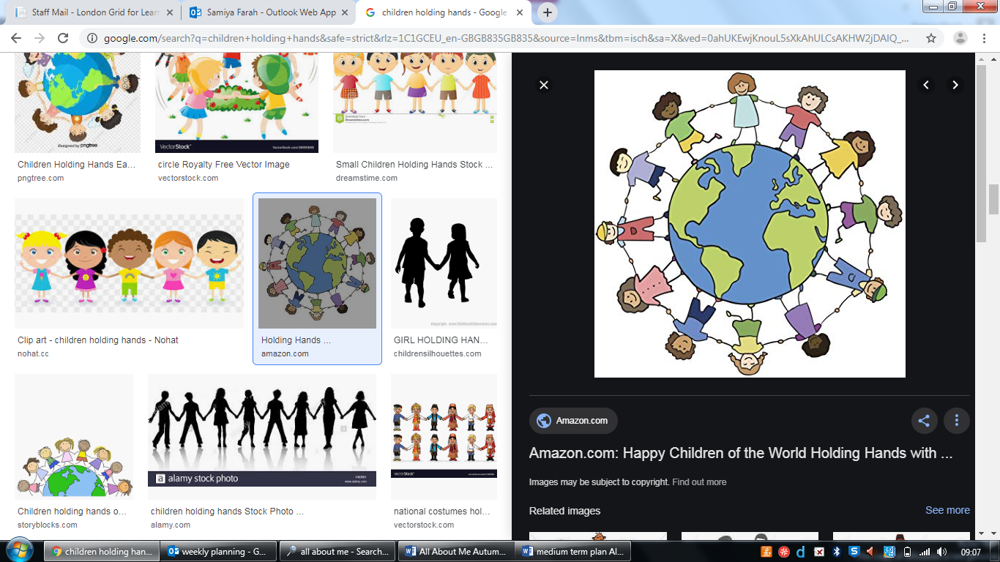 Staff Mail - London Grid for Lear
Samiya Farah - Outlook Web App
children holding hands - Google
google.com/search?q=children+holding+hands&safe=strict&rlz=1C1GCEU_en-GBGB835GB835&source=lnms&tbm=isch&sa=X&ved=0ahUKEwjKnouL5sXkAhULCsAKHW2jDAIQ_...
Designed by pngtree
VectorStock
Children Holding Hands Ea...
pngtree.com
circle Royalty Free Vector Image
vectorstock.com
Small Children Holding Hands Stock ...
dreamstime.com
Clip art - children holding hands - Nohat
nohat.cc
Holding Hands ...
amazon.com
GIRL HOLDING HAN...
childrensilhouettes.com
a alamy stock photo
VectorStock
Children holding hands o...
storyblocks.com
children holding hands Stock Photo ...
alamy.com
national costumes hol...
vectorstock.com
Amazon.com
Amazon.com: Happy Children of the World Holding Hands with ...
Images may be subject to copyright. Find out more
Related images
See more
children holding han...
weekly planning - G...
all about me - Search...
All About Me Autum...
medium term plan Al...
09:07